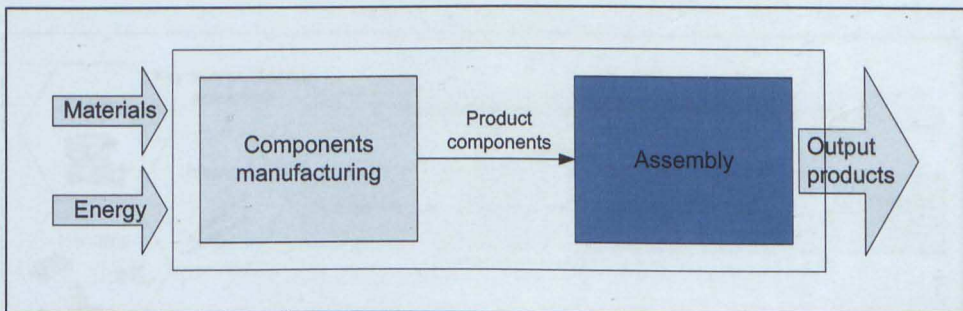 Materials
Energy
Components
manufacturing
Product
components
Assembly
Output
products